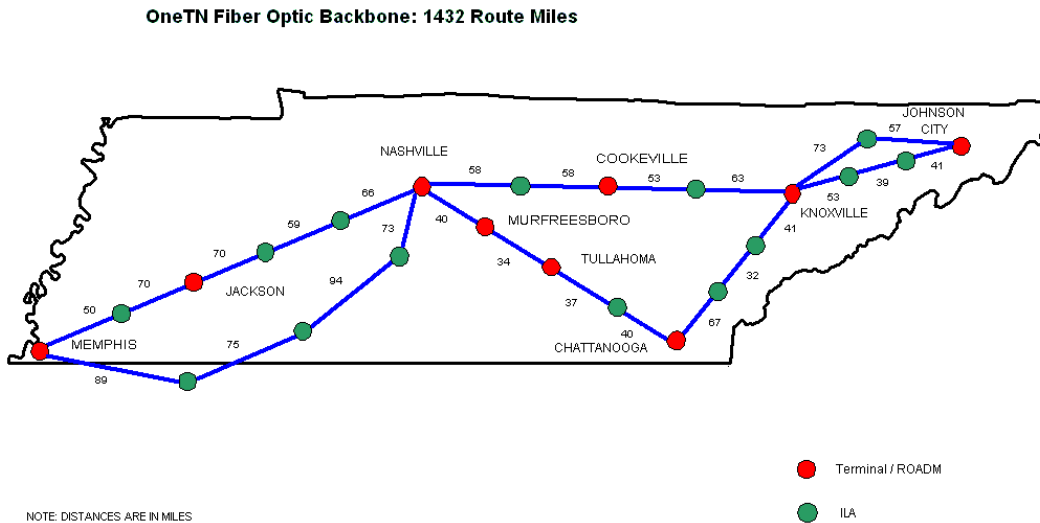 OneTN Fiber Optic Backbone: 1432 Route Miles
JOHNSON
CITY
57
73
41
39
53
KNOXVILLE
NASHVILLE
58
COOKEVILLE
58
53
63
66
59
70
70
50
JACKSON
MEMPHIS
40
MURFREESBORO
73
34
TULLAHOMA
94
37
40
CHATTANOOGA
41
32
67
75
89
Terminal / ROADM
ILA
NOTE: DISTANCES ARE IN MILES